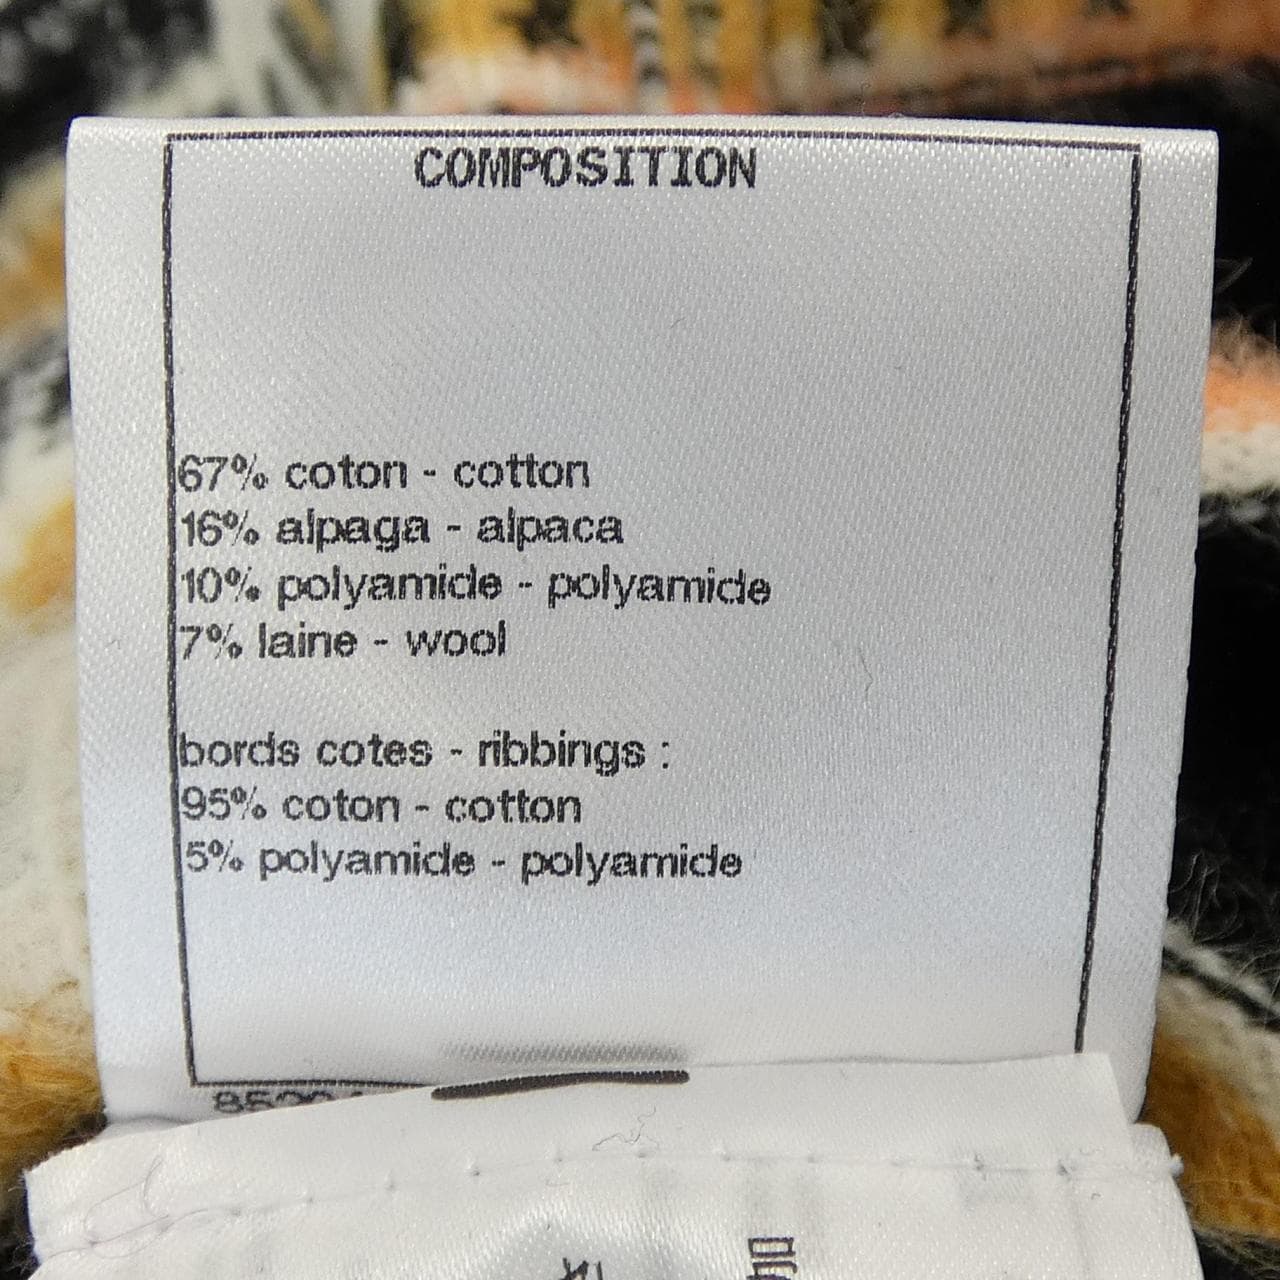 COMPOSITION
67% coton - cotton
16% alpaga - alpaca
10% polyamide - polyamide
7% laine - wool
bords cotes - ribbings :
95% coton - cotton
5% polyamide - polyamide